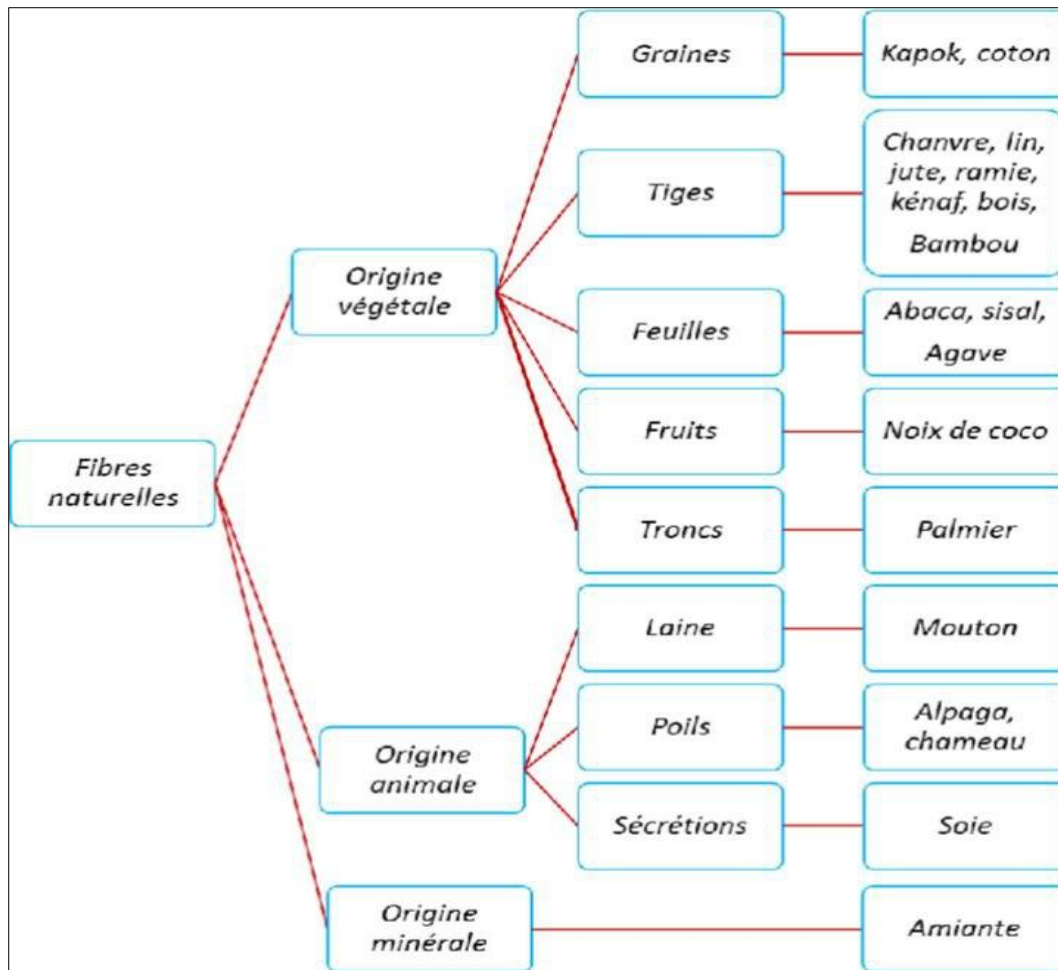 Graines
Kapok, coton
Tiges
Chanvre, lin,
jute, ramie,
kénaf, bois,
Bambou
Origine
végétale
Feuilles
Abaca, sisal,
Agave
Fruits
Noix de coco
Fibres
naturelles
Troncs
Palmier
Laine
Mouton
Poils
Alpaga,
chameau
Origine
animale
Sécrétions
Soie
Origine
minérale
Amiante